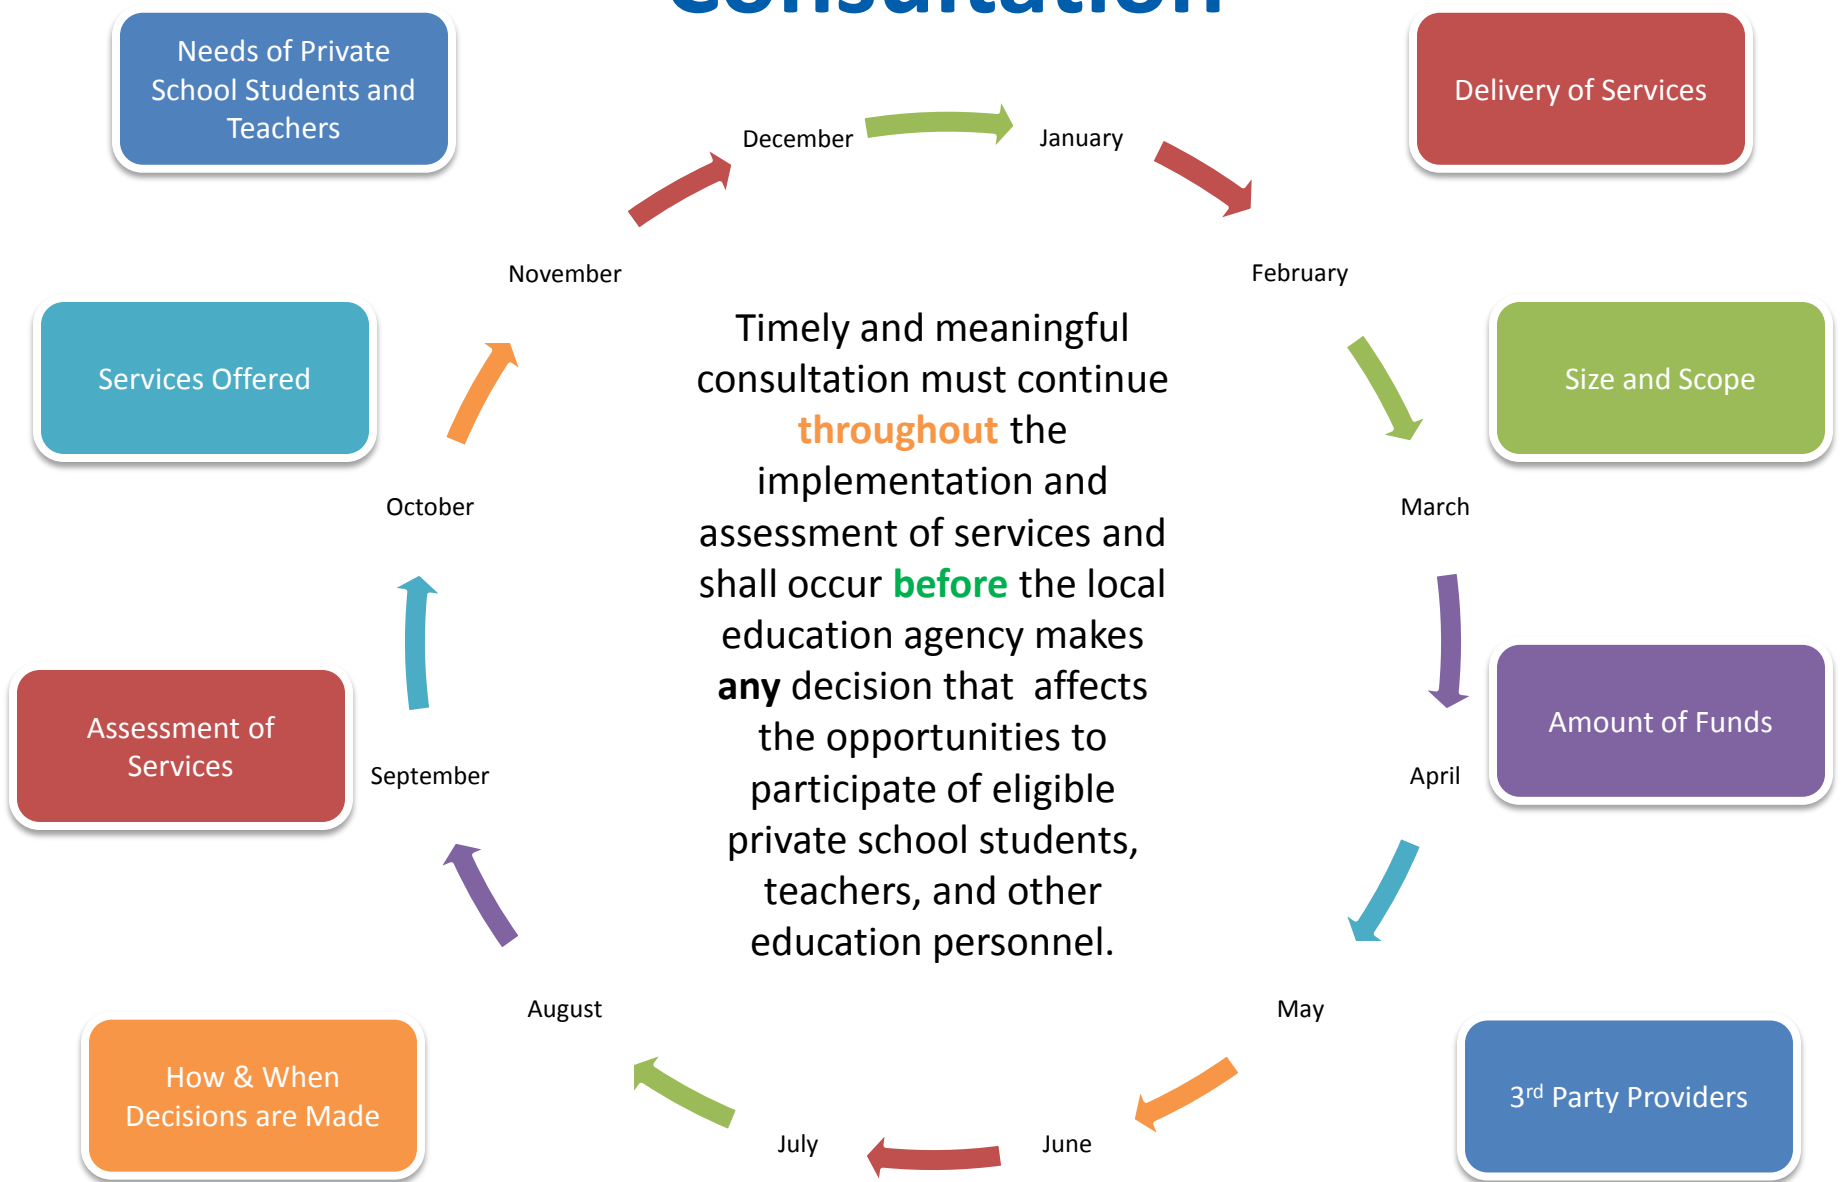 Consultation
Needs of Private
School Students and
Teachers
Delivery of Services
December
January
November
February
Services Offered
Size and Scope
October
March
Timely and meaningful
consultation must continue
throughout the
implementation and
assessment of services and
shall occur before the local
education agency makes
any decision that  affects
the opportunities to
participate of eligible
private school students,
teachers, and other
education personnel.
Assessment of
Services
Amount of Funds
September
April
August
May
How & When
Decisions are Made
3rd Party Providers
July
June